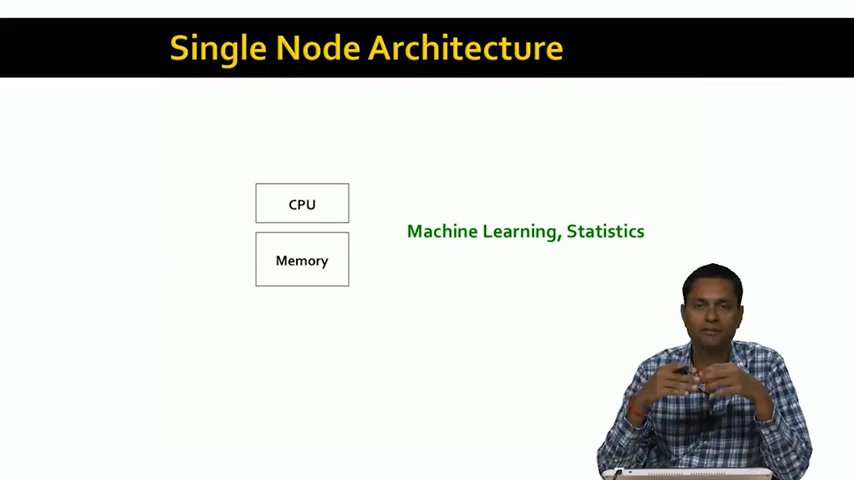 Single Node Architecture
CPU
Machine Learning, Statistics
Memory